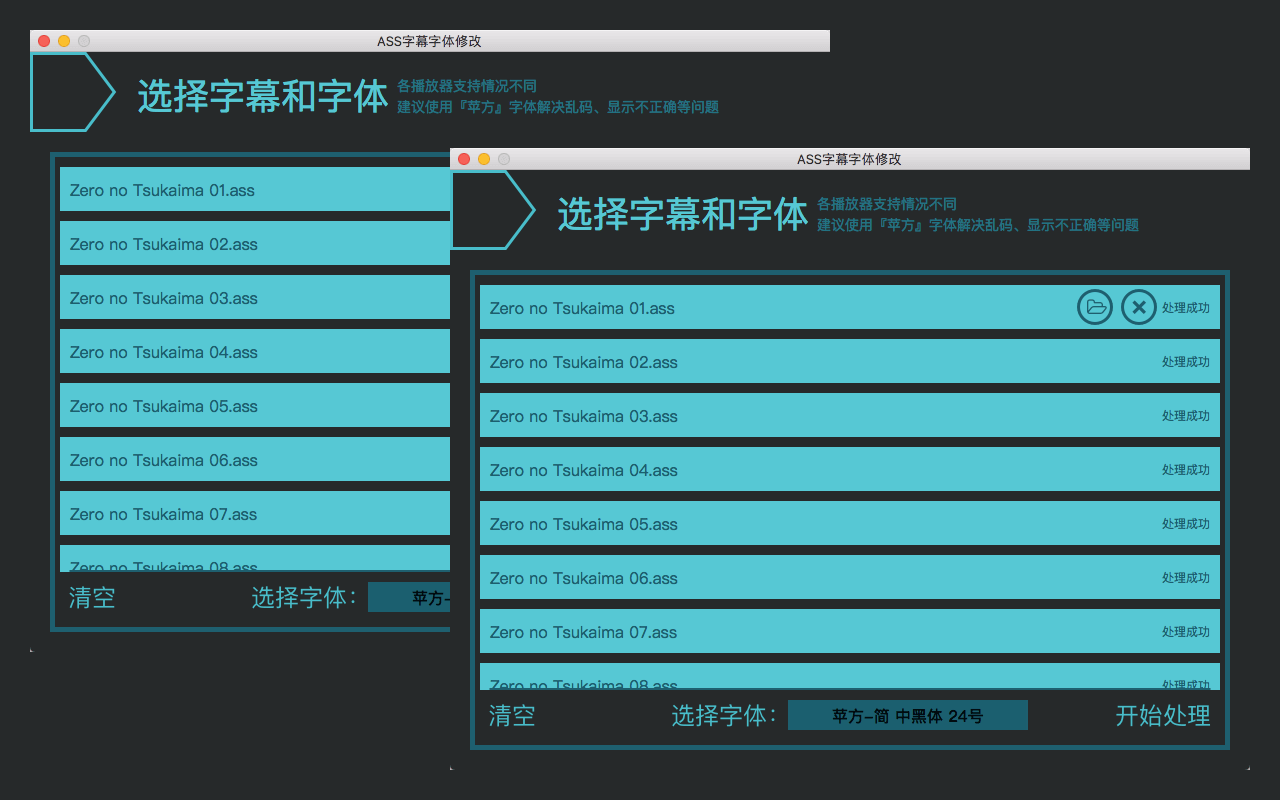 ASS字幕字体修改
选择字幕和字体
各播放器支持情况不同
建议使用『苹方』字体解决乱码、显示不正确等问题
Zero no Tsukaima 01.ass
Zero no Tsukaima 02.ass
Zero no Tsukaima 03.ass
Zero no Tsukaima 04.ass
Zero no Tsukaima 05.ass
Zero no Tsukaima 06.ass
Zero no Tsukaima 07.ass
Zero no Tsukaima 08.ass
清空 选择字体： 苹方-
ASS字幕字体修改
选择字幕和字体
各播放器支持情况不同
建议使用『苹方』字体解决乱码、显示不正确等问题
Zero no Tsukaima 01.ass 处理成功
Zero no Tsukaima 02.ass 处理成功
Zero no Tsukaima 03.ass 处理成功
Zero no Tsukaima 04.ass 处理成功
Zero no Tsukaima 05.ass 处理成功
Zero no Tsukaima 06.ass 处理成功
Zero no Tsukaima 07.ass 处理成功
Zero no Tsukaima 08.ass 处理成功
清空 选择字体： 苹方-简 中黑体 24号 开始处理